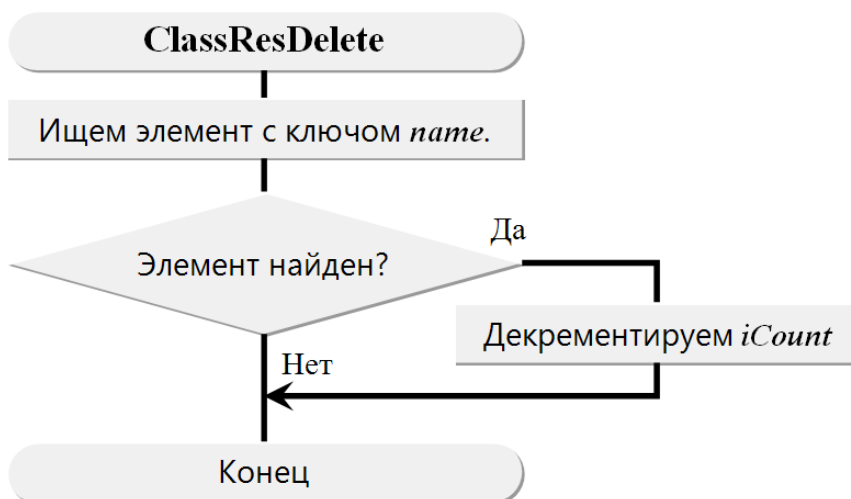 ClassResDelete
Ищем элемент с ключом name.
Элемент найден?
Да
Декрементируем iCount
Нет
Конец